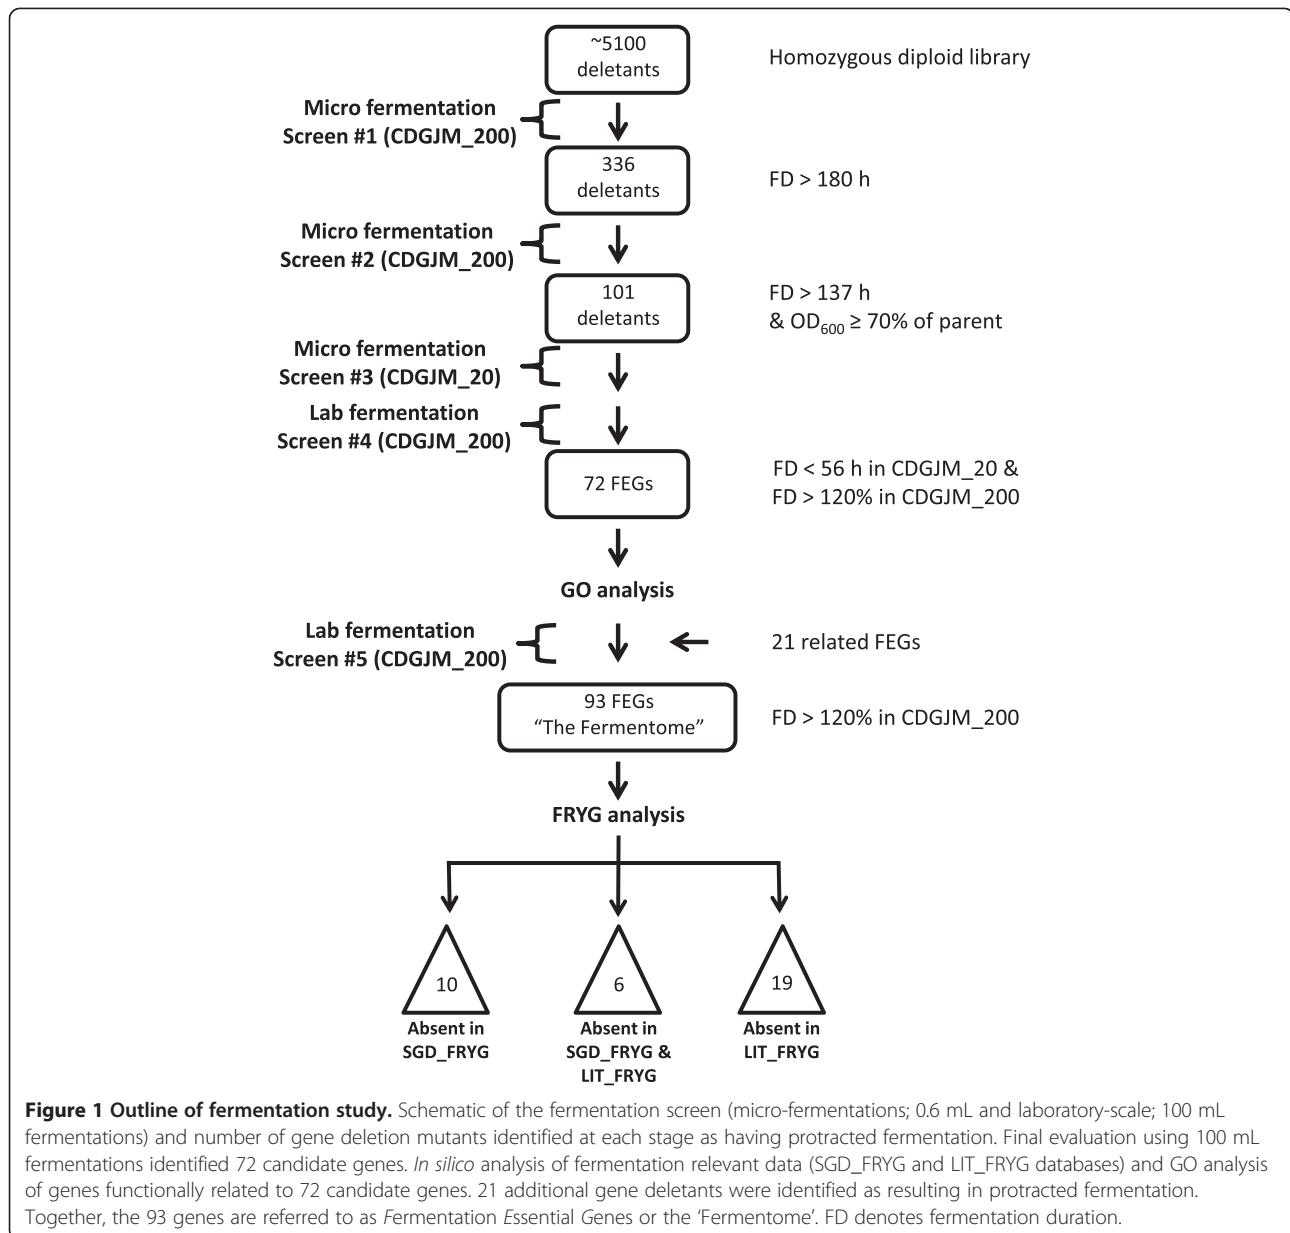 ~5100
deletants
Homozygous diploid library
Micro fermentation
Screen #1 (CDGJM_200)
336
deletants
FD > 180 h
Micro fermentation
Screen #2 (CDGJM_200)
101
deletants
FD > 137 h
& OD600 ≥ 70% of parent
Micro fermentation
Screen #3 (CDGJM_20)
Lab fermentation
Screen #4 (CDGJM_200)
72 FEGs
FD < 56 h in CDGJM_20 &
FD > 120% in CDGJM_200
GO analysis
Lab fermentation
Screen #5 (CDGJM_200)
21 related FEGs
93 FEGs
“The Fermentome”
FD > 120% in CDGJM_200
FRYG analysis
10
6
19
Absent in
SGD_FRYG
Absent in
SGD_FRYG &
LIT_FRYG
Absent in
LIT_FRYG
Figure 1 Outline of fermentation study. Schematic of the fermentation screen (micro-fermentations; 0.6 mL and laboratory-scale; 100 mL
fermentations) and number of gene deletion mutants identified at each stage as having protracted fermentation. Final evaluation using 100 mL
fermentations identified 72 candidate genes. In silico analysis of fermentation relevant data (SGD_FRYG and LIT_FRYG databases) and GO analysis
of genes functionally related to 72 candidate genes. 21 additional gene deletants were identified as resulting in protracted fermentation.
Together, the 93 genes are referred to as Fermentation Essential Genes or the ‘Fermentome’. FD denotes fermentation duration.